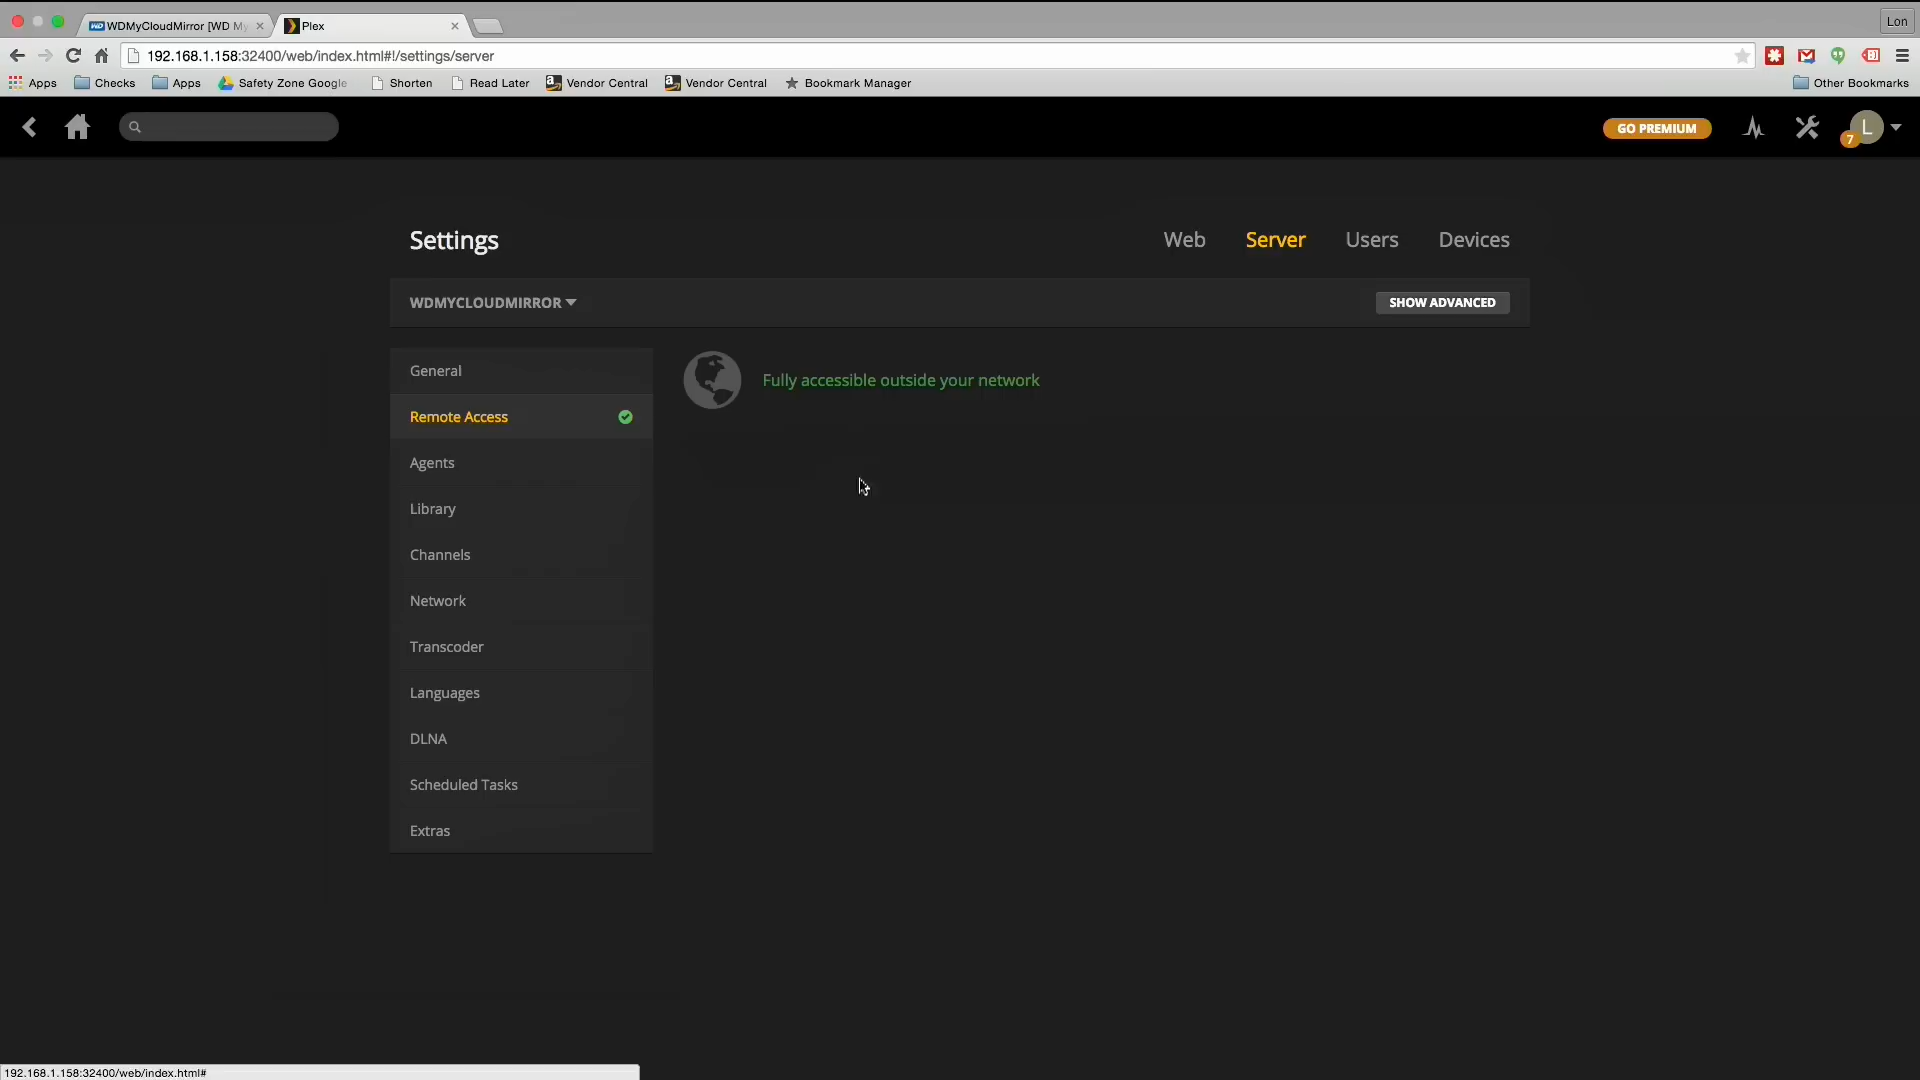 WDMyCloudMirror [WD My
Plex
Lon
192.168.1.158:32400/web/index.html#!/settings/server
Apps
Checks
Apps
Safety Zone Google
Shorten
Read Later
Vendor Central
Vendor Central
Bookmark Manager
Other Bookmarks
GO PREMIUM
7
L
Settings
Web
Server
Users
Devices
WDMYCLOUDMIRROR
SHOW ADVANCED
General
Fully accessible outside your network
Remote Access
Agents
Library
Channels
Network
Transcoder
Languages
DLNA
Scheduled Tasks
Extras
192.168.1.158:32400/web/index.html#